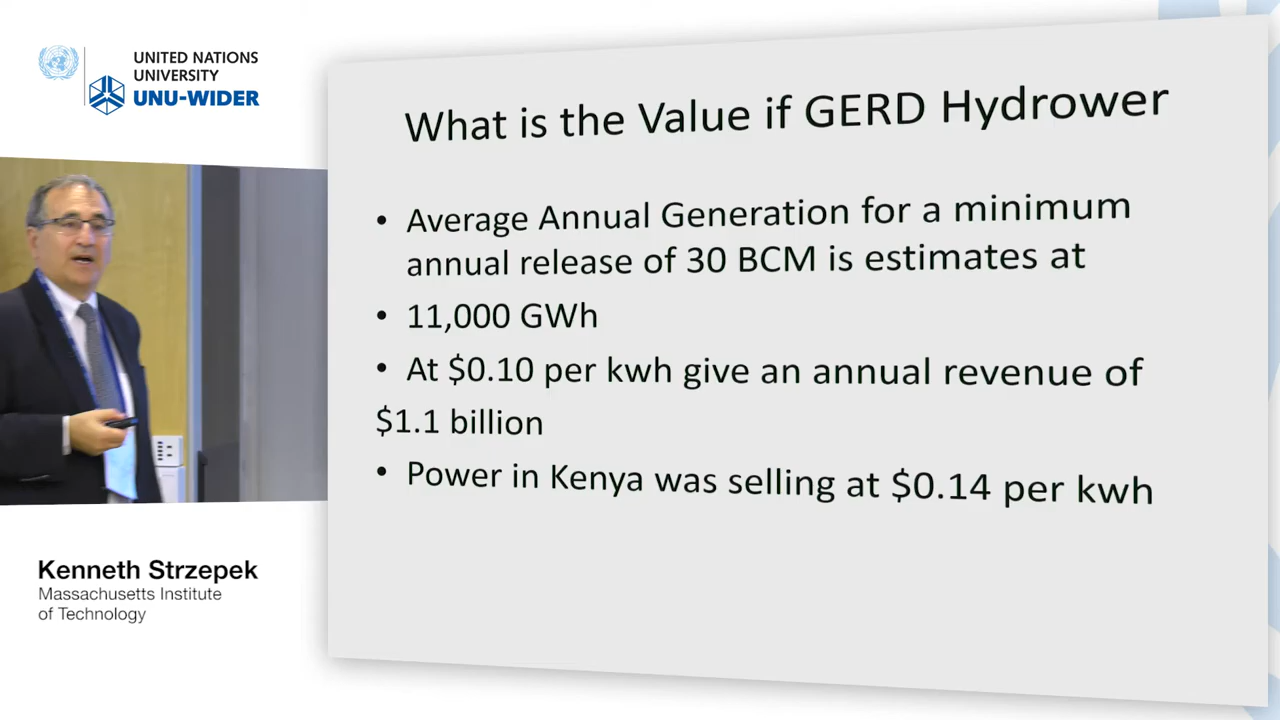 UNITED NATIONS
UNIVERSITY
UNU-WIDER
What is the Value if GERD Hydrower
• Average Annual Generation for a minimum
annual release of 30 BCM is estimates at
• 11,000 GWh
• At $0.10 per kwh give an annual revenue of
$1.1 billion
• Power in Kenya was selling at $0.14 per kwh
Kenneth Strzepek
Massachusetts Institute
of Technology